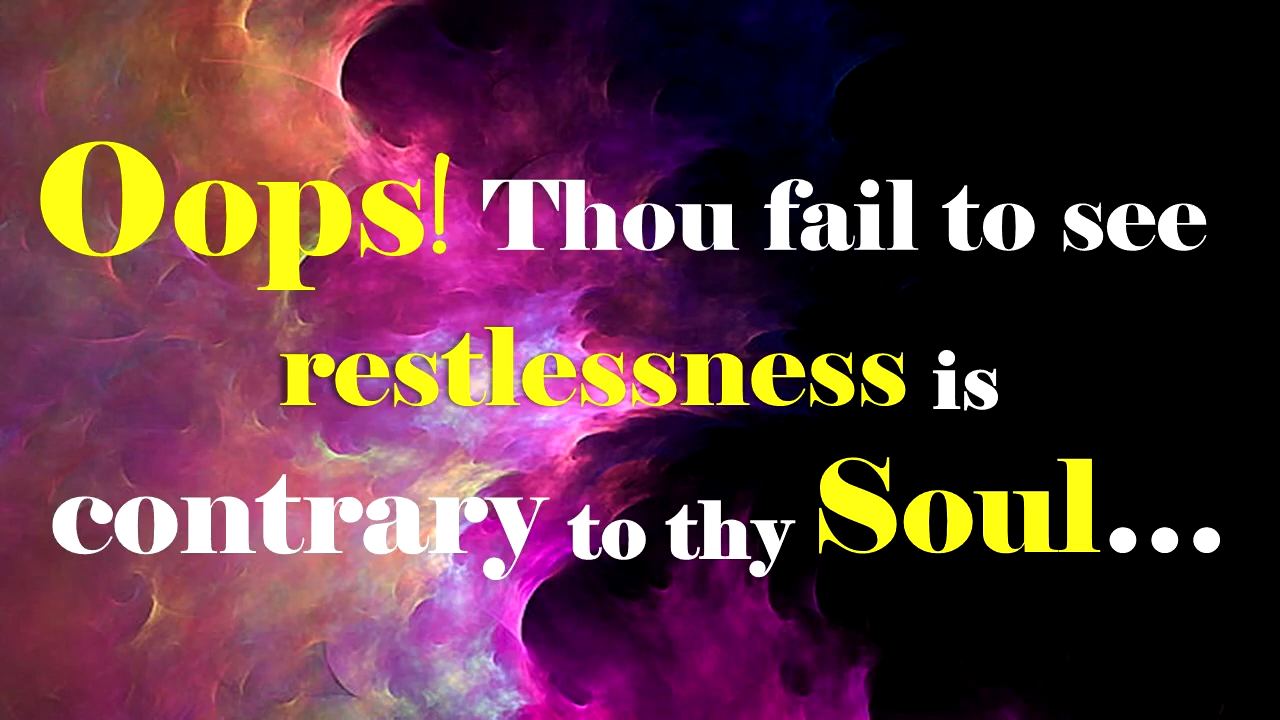 Oops! Thou fail to see
restlessness is
contrary to thy Soul...